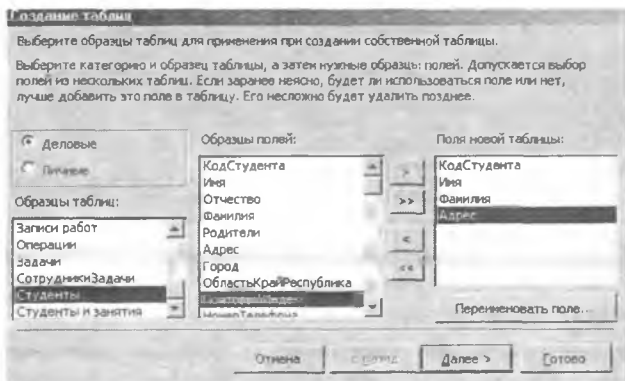 Создание таблиц
Выберите образцы таблиц для применения при создании собственной таблицы.
Выберите категорию и образец таблицы, а затем нужные образцы полей. Допускается выбор
полей из нескольких таблиц. Если заранее неясно, будет ли использоваться поле или нет,
лучше добавить это поле в таблицу. Его несложно будет удалить позднее.
Деловые
Личные
Образцы таблиц:
Записи работ
Операции
Задачи
СотрудникиЗадачи
Студенты
Студенты и занятия
Образцы полей:
КодСтудента
Имя
Отчество
Фамилия
Родители
Адрес
Город
ОбластьКрайРеспублика
НомерТелефона
>
>>
<
<<
Поля новой таблицы:
КодСтудента
Имя
Фамилия
Адрес
Переименовать поле...
Отмена
< Назад
Далее >
Готово